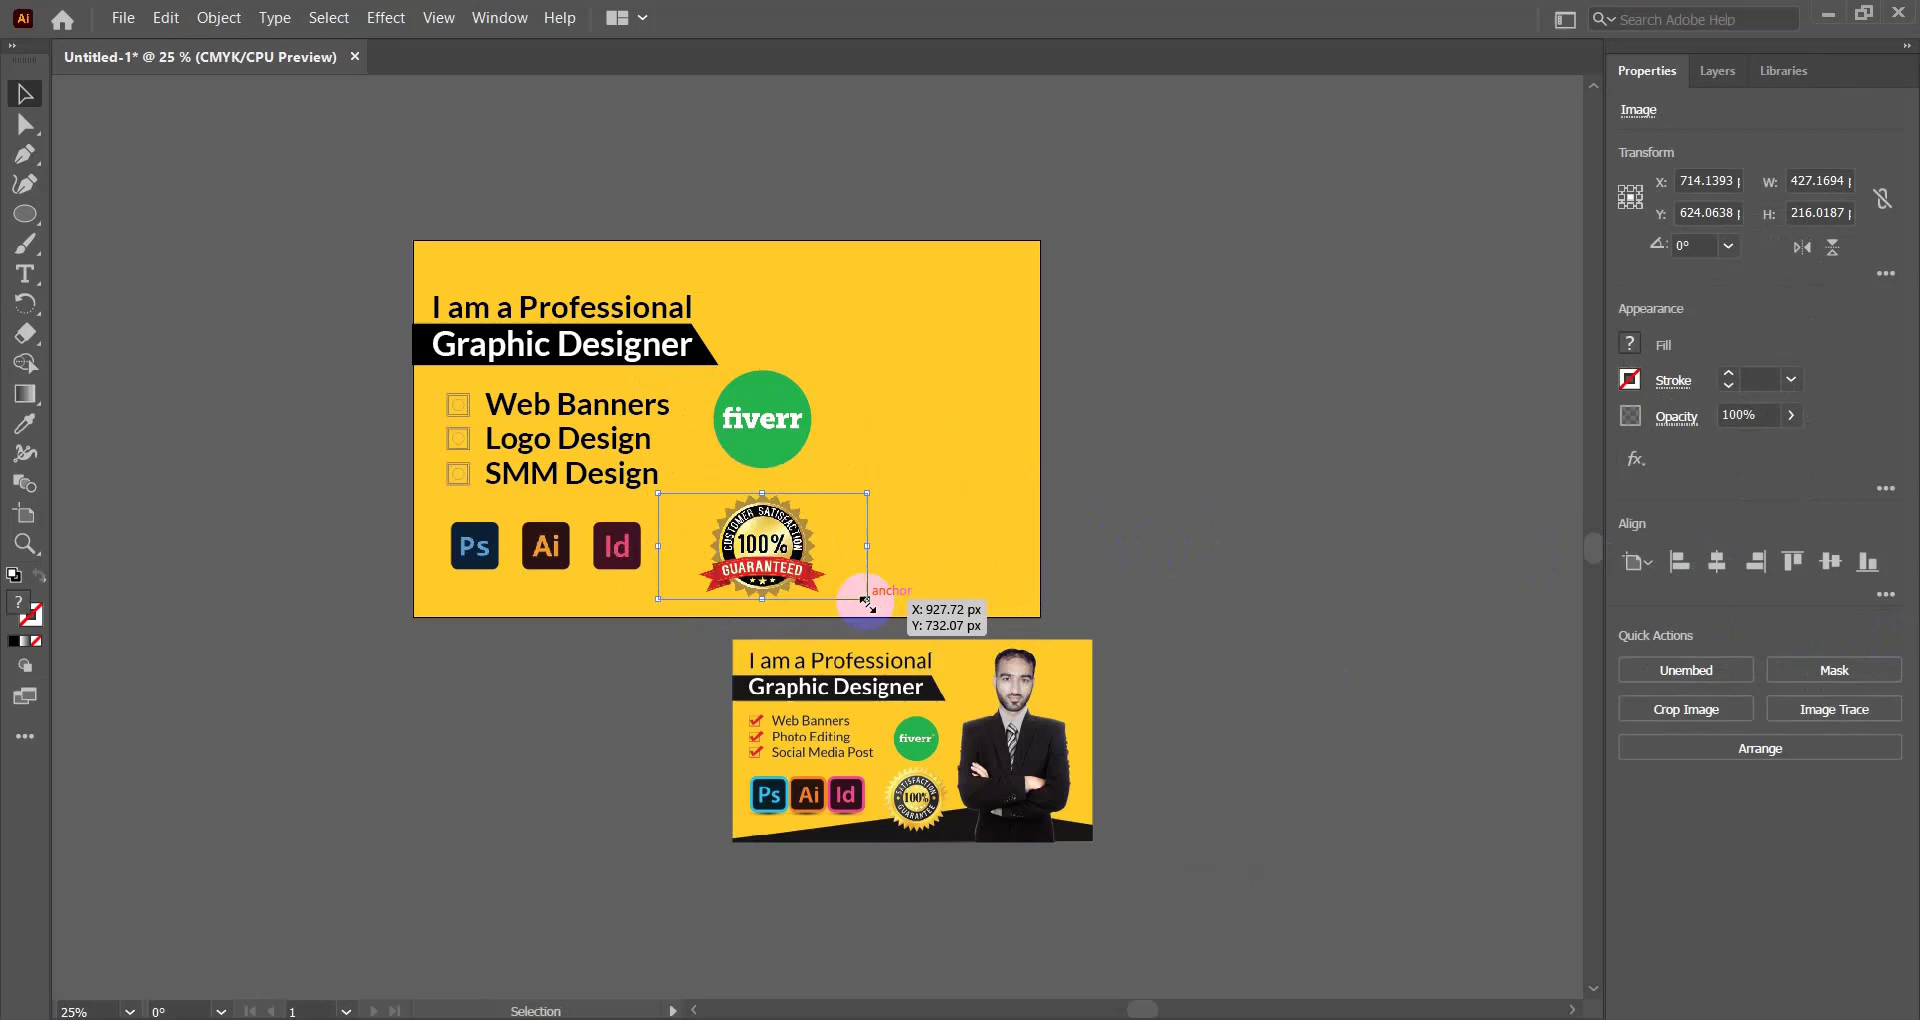 Ai File Edit Object Type Select Effect View Window Help Search Adobe Help
Untitled-1* @ 25 % (CMYK/CPU Preview)
I am a Professional
Graphic Designer
Web Banners
Logo Design
SMM Design
fiverr
Ps Ai Id
CUSTOMER SATISFACTION
100%
GUARANTEED
anchor
X: 927.72 px
Y: 732.07 px
I am a Professional
Graphic Designer
Web Banners
Photo Editing
Social Media Post
fiverr
Ps Ai Id
SATISFACTION
100%
GUARANTEE
T
?
Properties Layers Libraries
Image
Transform
X: 714.1393 W: 427.1694
Y: 624.0638 H: 216.0187
0°
Appearance
? Fill
Stroke
Opacity 100%
fx.
Align
Quick Actions
Unembed Mask
Crop Image Image Trace
Arrange
25% 0° 1 Selection